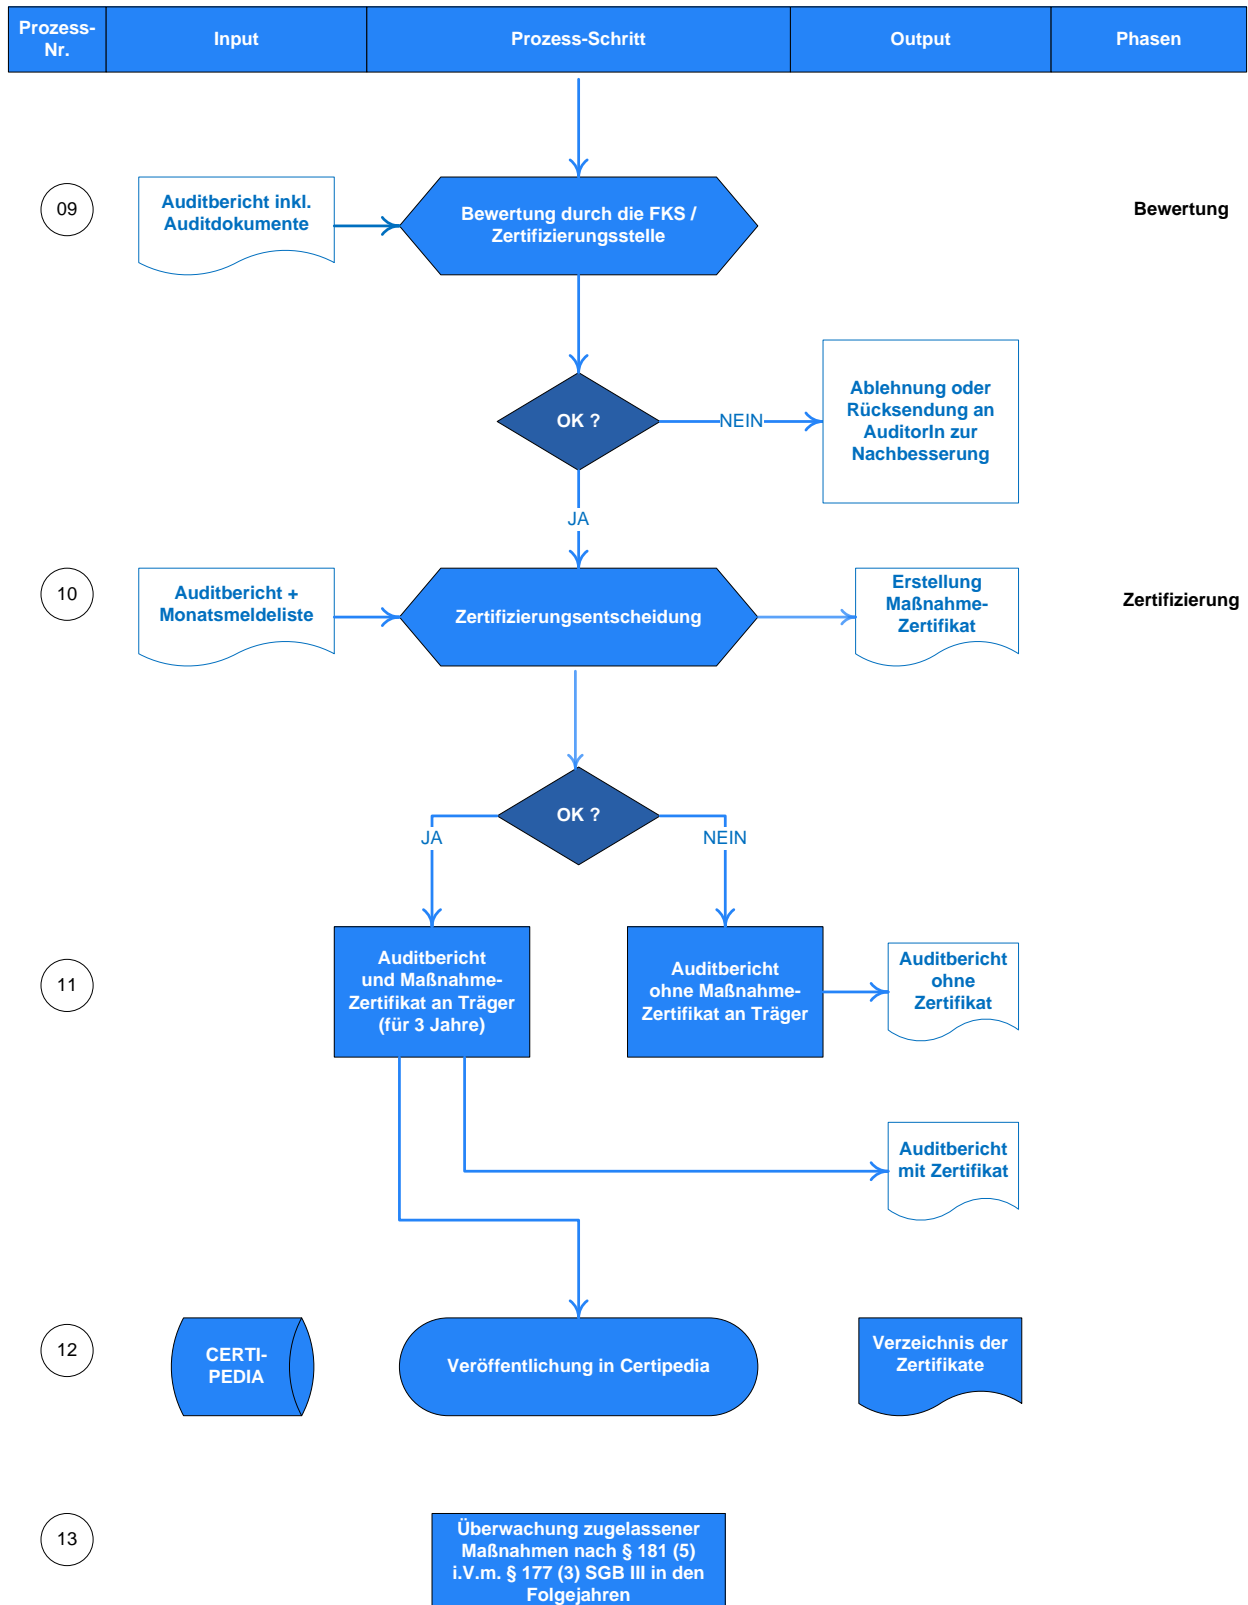 Prozess-
Nr.
Input
Prozess-Schritt
Output
Phasen
09
Auditbericht inkl.
Auditdokumente
Bewertung durch die FKS /
Zertifizierungsstelle
Bewertung
OK ?
NEIN
Ablehnung oder
Rücksendung an
AuditorIn zur
Nachbesserung
JA
10
Auditbericht +
Monatsmeldeliste
Zertifizierungsentscheidung
Erstellung
Maßnahme-
Zertifikat
Zertifizierung
OK ?
JA
NEIN
11
Auditbericht
und Maßnahme-
Zertifikat an Träger
(für 3 Jahre)
Auditbericht
ohne Maßnahme-
Zertifikat an Träger
Auditbericht
ohne
Zertifikat
Auditbericht
mit Zertifikat
12
CERTI-
PEDIA
Veröffentlichung in Certipedia
Verzeichnis der
Zertifikate
13
Überwachung zugelassener
Maßnahmen nach § 181 (5)
i.V.m. § 177 (3) SGB III in den
Folgejahren